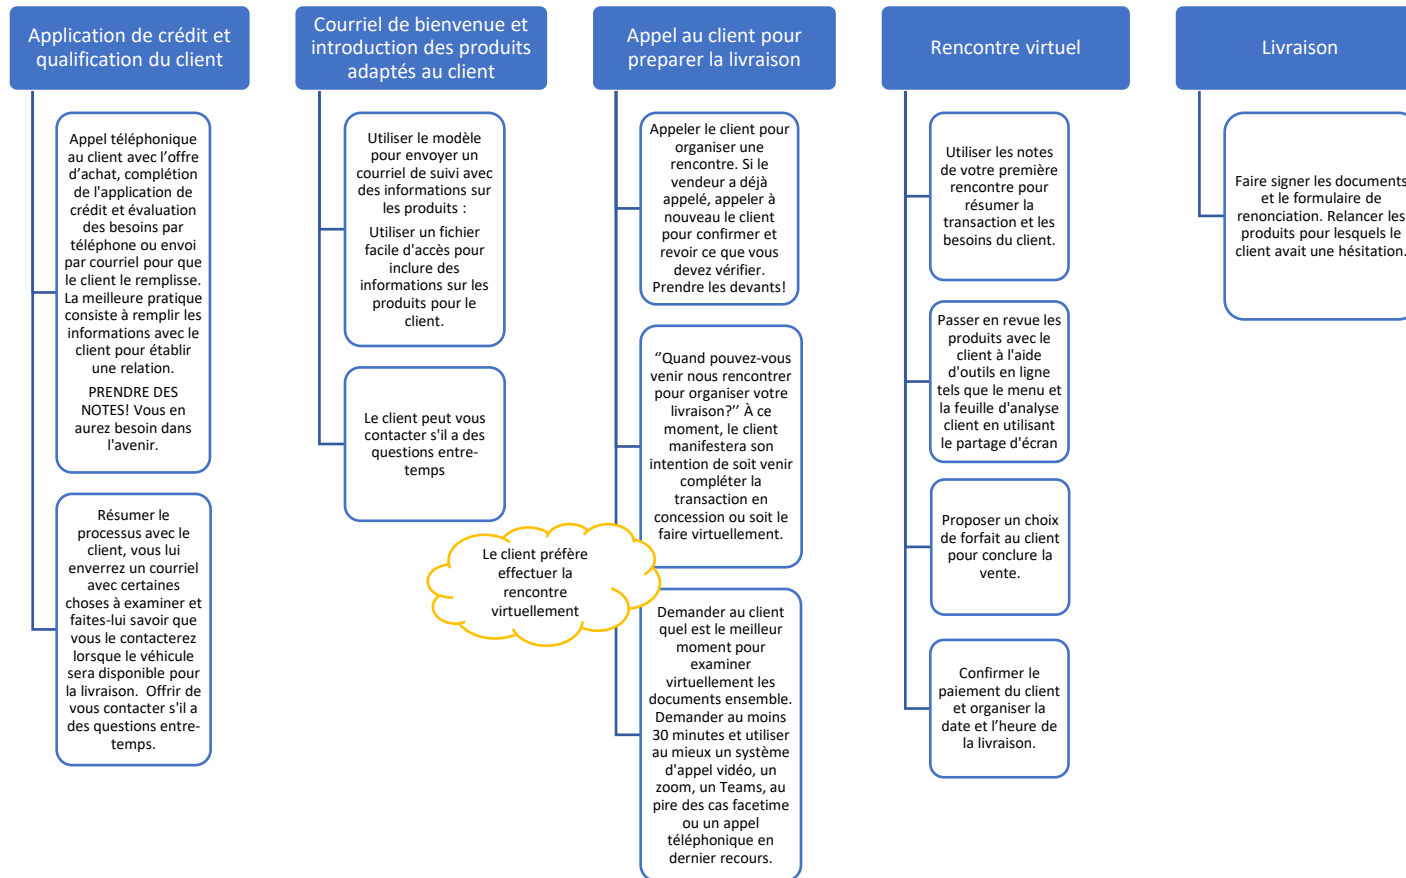 Application de crédit et
qualification du client
Appel téléphonique
au client avec l’offre
d’achat, complétion
de l'application de
crédit et évaluation
des besoins par
téléphone ou envoi
par courriel pour que
le client le remplisse.
La meilleure pratique
consiste à remplir les
informations avec le
client pour établir
une relation.
PRENDRE DES
NOTES! Vous en
aurez besoin dans
l'avenir.
Résumer le
processus avec le
client, vous lui
enverrez un courriel
avec certaines
choses à examiner et
faites-lui savoir que
vous le contacterez
lorsque le véhicule
sera disponible pour
la livraison.  Offrir de
vous contacter s'il a
des questions entre-
temps.
Courriel de bienvenue et
introduction des produits
adaptés au client
Utiliser le modèle
pour envoyer un
courriel de suivi avec
des informations sur
les produits :
Utiliser un fichier
facile d'accès pour
inclure des
informations sur les
produits pour le
client.
Le client peut vous
contacter s'il a des
questions entre-
temps
Appel au client pour
preparer la livraison
Appeler le client pour
organiser une
rencontre. Si le
vendeur a déjà
appelé, appeler à
nouveau le client
pour confirmer et
revoir ce que vous
devez vérifier.
Prendre les devants!
‘’Quand pouvez-vous
venir nous rencontrer
pour organiser votre
livraison?’’ À ce
moment, le client
manifestera son
intention de soit venir
compléter la
transaction en
concession ou soit le
faire virtuellement.
Le client préfère
effectuer la
rencontre
virtuellement
Demander au client
quel est le meilleur
moment pour
examiner
virtuellement les
documents ensemble.
Demander au moins
30 minutes et utiliser
au mieux un système
d'appel vidéo, un
zoom, un Teams, au
pire des cas facetime
ou un appel
téléphonique en
dernier recours.
Rencontre virtuel
Utiliser les notes
de votre première
rencontre pour
résumer la
transaction et les
besoins du client.
Passer en revue les
produits avec le
client à l'aide
d'outils en ligne
tels que le menu et
la feuille d'analyse
client en utilisant
le partage d'écran
Proposer un choix
de forfait au client
pour conclure la
vente.
Confirmer le
paiement du client
et organiser la
date et l’heure de
la livraison.
Livraison
Faire signer les documents
et le formulaire de
renonciation. Relancer les
produits pour lesquels le
client avait une hésitation.